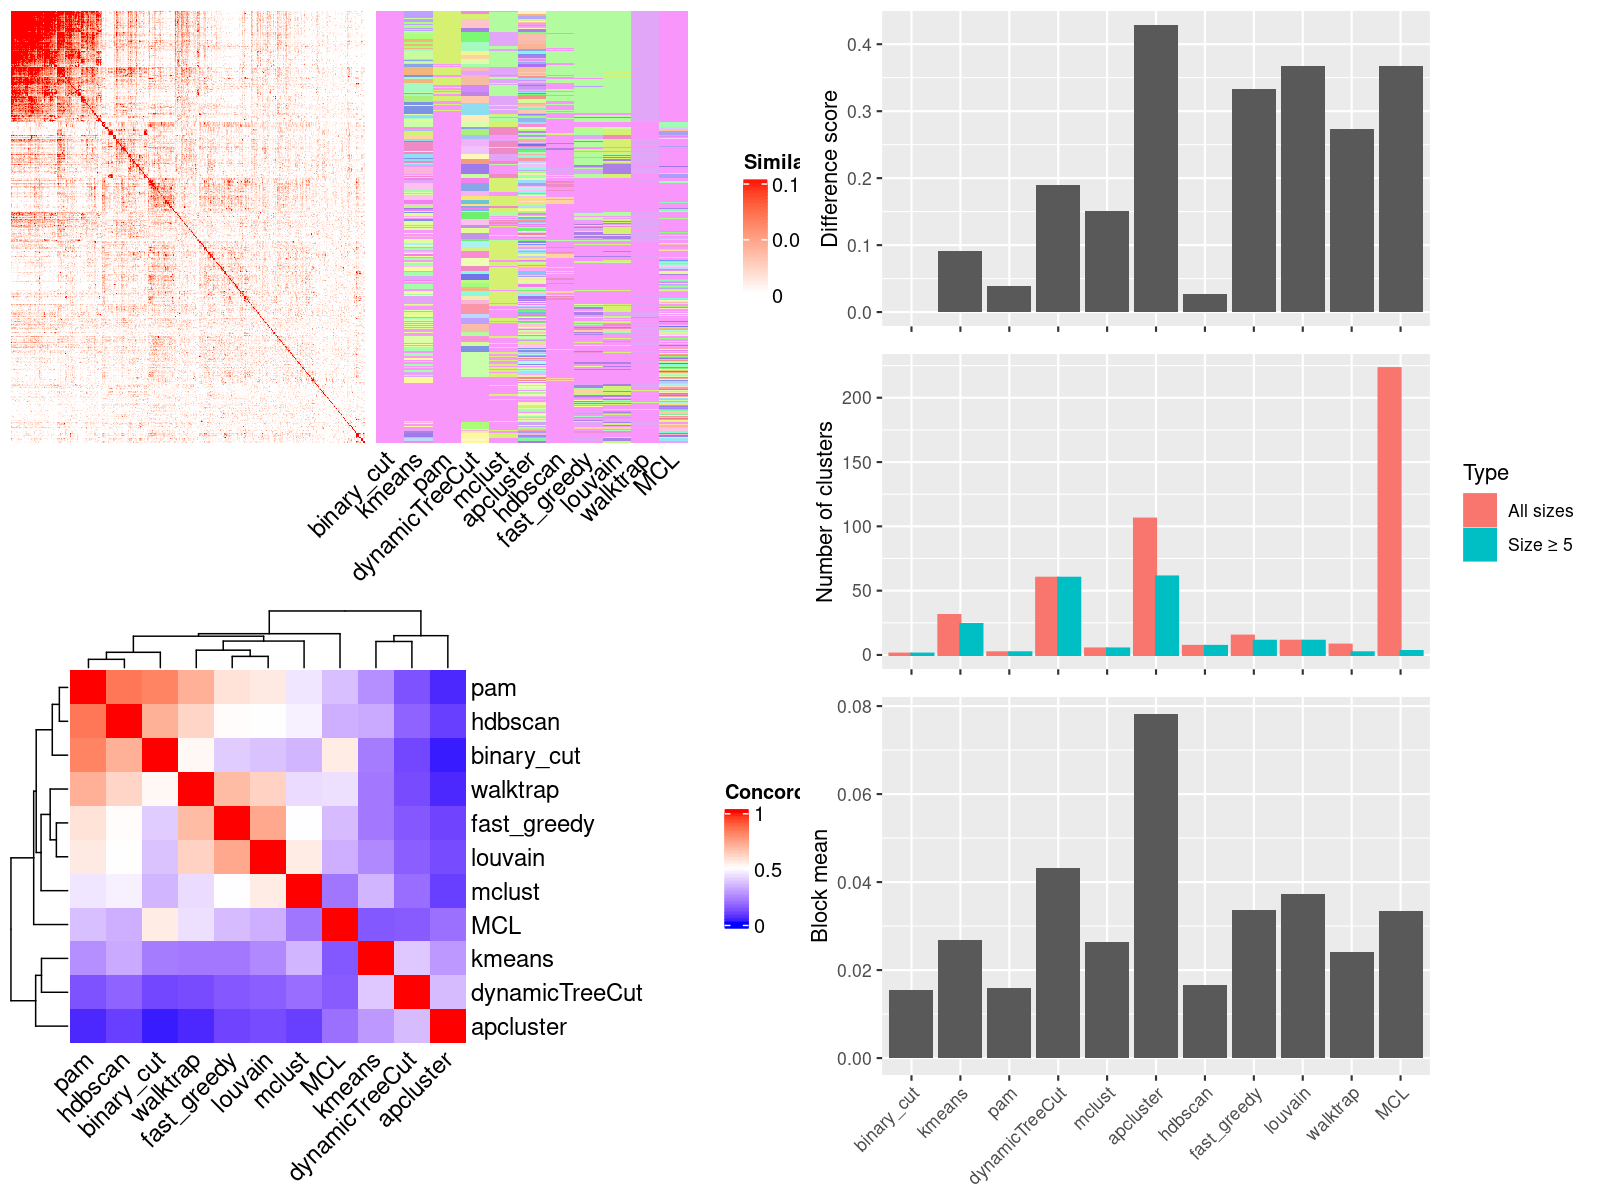 Simila
0.1
0.0
0
binary_cut
kmeans
pam
dynamicTreeCut
mclust
apcluster
hdbscan
fast_greedy
louvain
walktrap
MCL
pam
hdbscan
binary_cut
walktrap
fast_greedy
louvain
mclust
MCL
kmeans
dynamicTreeCut
apcluster
pam
hdbscan
binary_cut
walktrap
fast_greedy
louvain
mclust
MCL
kmeans
dynamicTreeCut
apcluster
Concord
1
0.5
0
Difference score
0.4
0.3
0.2
0.1
0.0
Number of clusters
200
150
100
50
0
Type
All sizes
Size ≥ 5
Block mean
0.08
0.06
0.04
0.02
0.00
binary_cut
kmeans
pam
dynamicTreeCut
mclust
apcluster
hdbscan
fast_greedy
louvain
walktrap
MCL